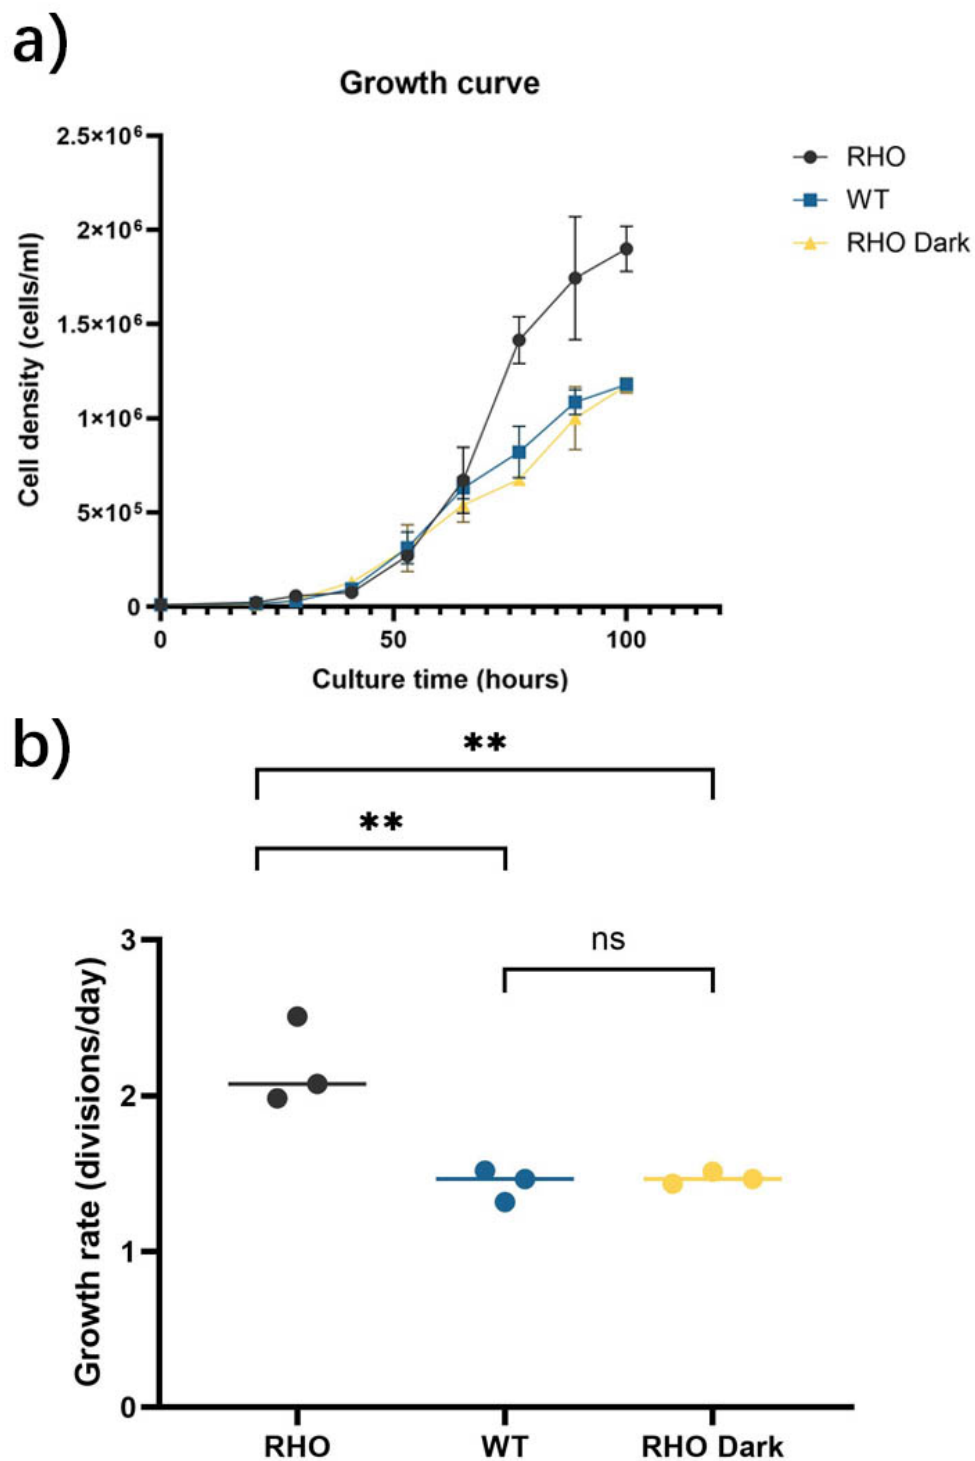 a)
Growth curve
2.5×10⁶
2×10⁶
1.5×10⁶
1×10⁶
5×10⁵
0
Cell density (cells/ml)
0 50 100
Culture time (hours)
RHO
WT
RHO Dark
b)
**
**
ns
3
2
1
0
Growth rate (divisions/day)
RHO WT RHO Dark